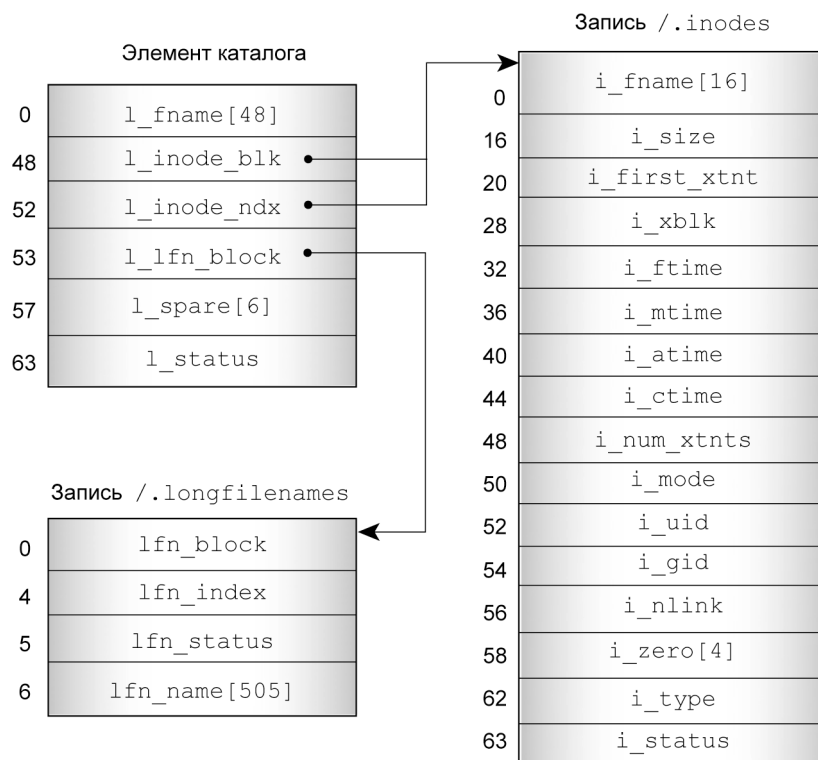 Элемент каталога
0 l_fname[48]
48 l_inode_blk
52 l_inode_ndx
53 l_lfn_block
57 l_spare[6]
63 l_status
Запись /.longfilenames
0 lfn_block
4 lfn_index
5 lfn_status
6 lfn_name[505]
Запись /.inodes
0 i_fname[16]
16 i_size
20 i_first_xtnt
28 i_xblk
32 i_ftime
36 i_mtime
40 i_atime
44 i_ctime
48 i_num_xtnts
50 i_mode
52 i_uid
54 i_gid
56 i_nlink
58 i_zero[4]
62 i_type
63 i_status